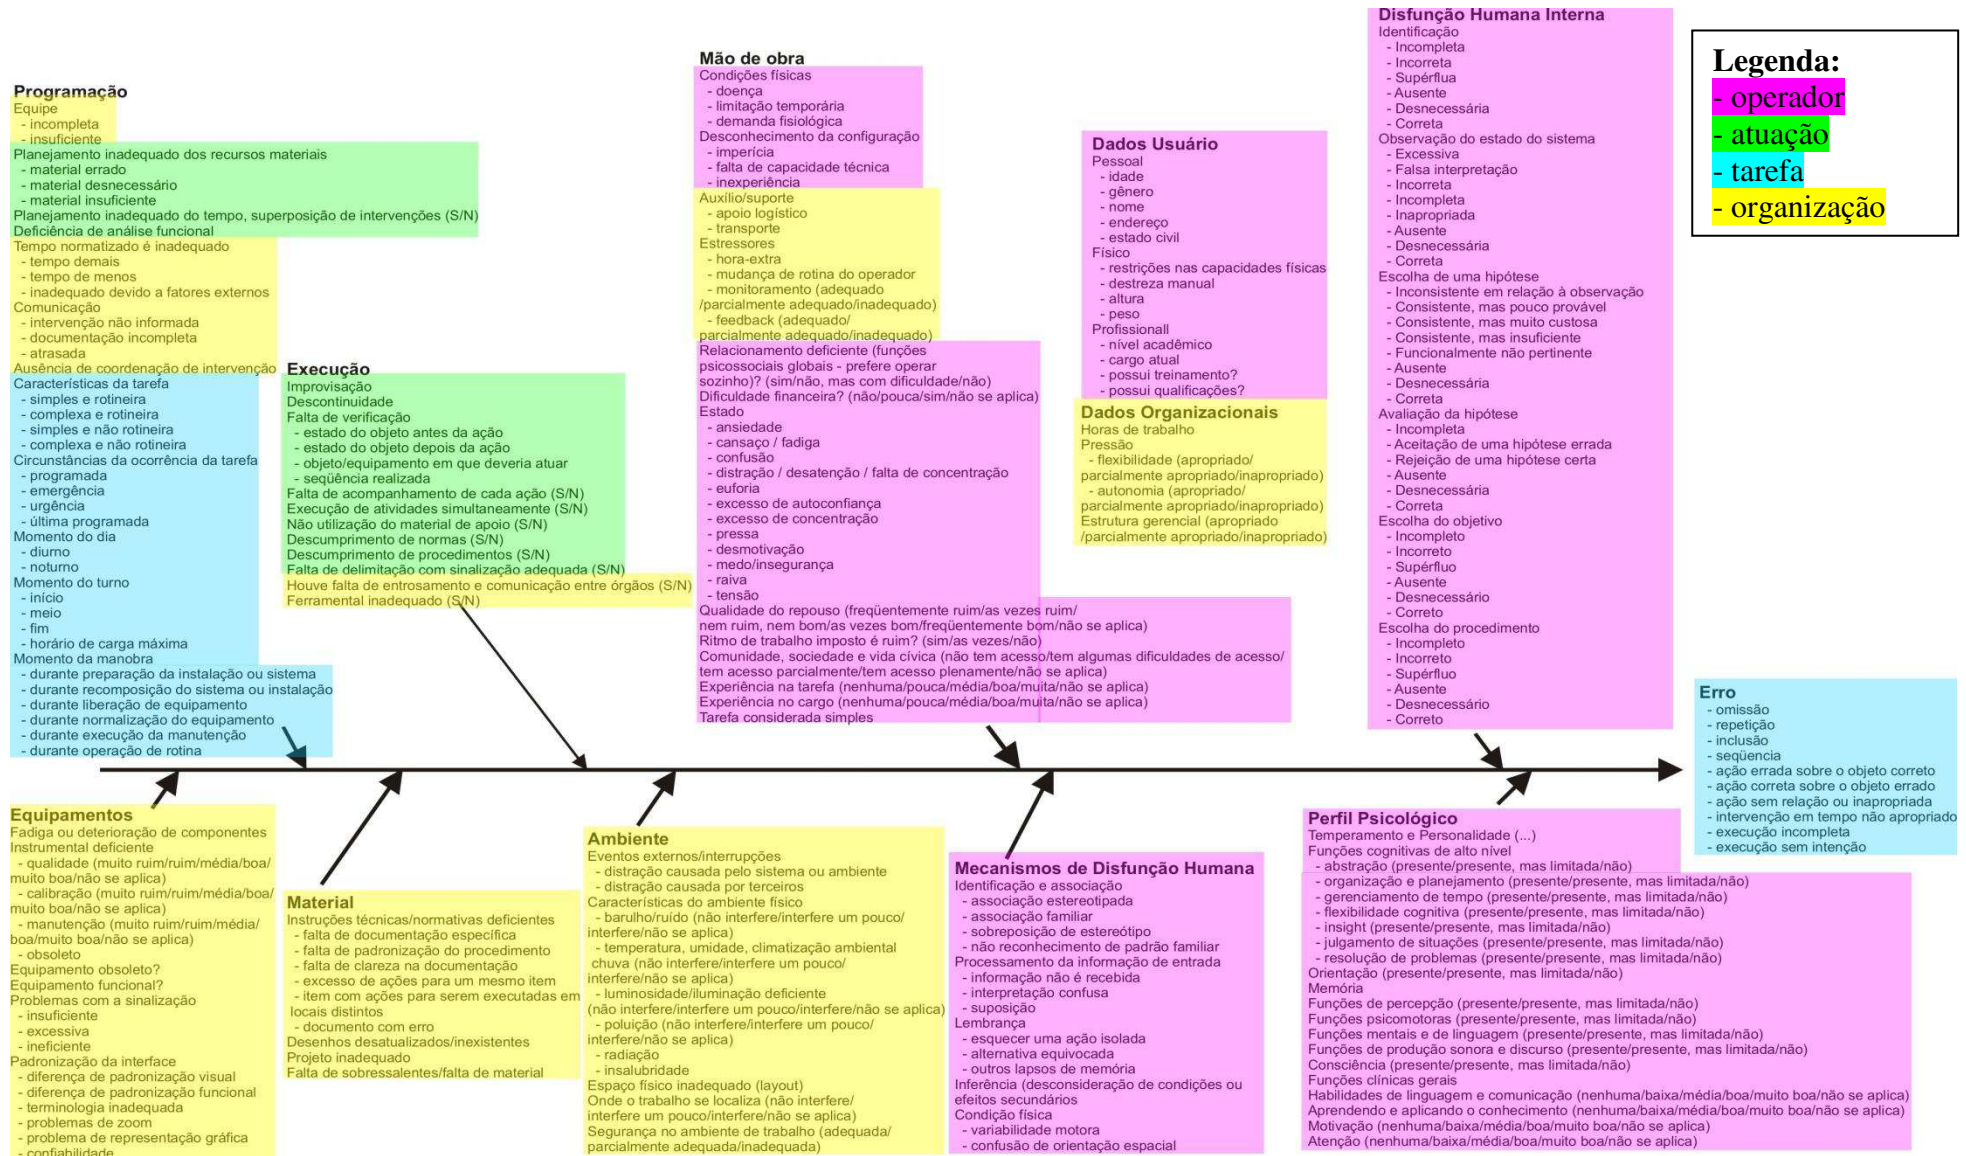 Programação
Equipe
- incompleta
- insuficiente
Planejamento inadequado dos recursos materiais
- material errado
- material desnecessário
- material insuficiente
Planejamento inadequado do tempo, superposição de intervenções (S/N)
Deficiência de análise funcional
Tempo normatizado é inadequado
- tempo demais
- tempo de menos
- inadequado devido a fatores externos
Comunicação
- intervenção não informada
- documentação incompleta
- atrasada
Ausência de coordenação de intervenção
Características da tarefa
- simples e rotineira
- complexa e rotineira
- simples e não rotineira
- complexa e não rotineira
Circunstâncias da ocorrência da tarefa
- programada
- emergência
- urgência
- última programada
Momento do dia
- diurno
- noturno
Momento do turno
- início
- meio
- fim
- horário de carga máxima
Momento da manobra
- durante preparação da instalação ou sistema
- durante recomposição do sistema ou instalação
- durante liberação de equipamento
- durante normalização do equipamento
- durante execução da manutenção
- durante operação de rotina
Execução
Improvisação
Descontinuidade
Falta de verificação
- estado do objeto antes da ação
- estado do objeto depois da ação
- objeto/equipamento em que deveria atuar
- seqüência realizada
Falta de acompanhamento de cada ação (S/N)
Execução de atividades simultaneamente (S/N)
Não utilização do material de apoio (S/N)
Descumprimento de normas (S/N)
Descumprimento de procedimentos (S/N)
Falta de delimitação com sinalização adequada (S/N)
Houve falta de entrosamento e comunicação entre órgãos (S/N)
Ferramental inadequado (S/N)
Mão de obra
Condições físicas
- doença
- limitação temporária
- demanda fisiológica
Desconhecimento da configuração
- imperícia
- falta de capacidade técnica
- inexperiência
Auxílio/suporte
- apoio logístico
- transporte
Estressores
- hora-extra
- mudança de rotina do operador
- monitoramento (adequado
/parcialmente adequado/inadequado)
- feedback (adequado/
parcialmente adequado/inadequado)
Relacionamento deficiente (funções
psicossociais globais - prefere operar
sozinho)? (sim/não, mas com dificuldade/não)
Dificuldade financeira? (não/pouca/sim/não se aplica)
Estado
- ansiedade
- cansaço / fadiga
- confusão
- distração / desatenção / falta de concentração
- euforia
- excesso de autoconfiança
- excesso de concentração
- pressa
- desmotivação
- medo/insegurança
- raiva
- tensão
Qualidade do repouso (freqüentemente ruim/as vezes ruim/
nem ruim, nem bom/as vezes bom/freqüentemente bom/não se aplica)
Ritmo de trabalho imposto é ruim? (sim/as vezes/não)
Comunidade, sociedade e vida cívica (não tem acesso/tem algumas dificuldades de acesso/
tem acesso parcialmente/tem acesso plenamente/não se aplica)
Experiência na tarefa (nenhuma/pouca/média/boa/muita/não se aplica)
Experiência no cargo (nenhuma/pouca/média/boa/muita/não se aplica)
Tarefa considerada simples
Dados Usuário
Pessoal
- idade
- gênero
- nome
- endereço
- estado civil
Físico
- restrições nas capacidades físicas
- destreza manual
- altura
- peso
Profissionall
- nível acadêmico
- cargo atual
- possui treinamento?
- possui qualificações?
Dados Organizacionais
Horas de trabalho
Pressão
- flexibilidade (apropriado/
parcialmente apropriado/inapropriado)
- autonomia (apropriado/
parcialmente apropriado/inapropriado)
Estrutura gerencial (apropriado
/parcialmente apropriado/inapropriado)
Disfunção Humana Interna
Identificação
- Incompleta
- Incorreta
- Supérflua
- Ausente
- Desnecessária
- Correta
Observação do estado do sistema
- Excessiva
- Falsa interpretação
- Incorreta
- Incompleta
- Inapropriada
- Ausente
- Desnecessária
- Correta
Escolha de uma hipótese
- Inconsistente em relação à observação
- Consistente, mas pouco provável
- Consistente, mas muito custosa
- Consistente, mas insuficiente
- Funcionalmente não pertinente
- Ausente
- Desnecessária
- Correta
Avaliação da hipótese
- Incompleta
- Aceitação de uma hipótese errada
- Rejeição de uma hipótese certa
- Ausente
- Desnecessária
- Correta
Escolha do objetivo
- Incompleto
- Incorreto
- Supérfluo
- Ausente
- Desnecessário
- Correto
Escolha do procedimento
- Incompleto
- Incorreto
- Supérfluo
- Ausente
- Desnecessário
- Correto
Legenda:
- operador
- atuação
- tarefa
- organização
Erro
- omissão
- repetição
- inclusão
- seqüencia
- ação errada sobre o objeto correto
- ação correta sobre o objeto errado
- ação sem relação ou inapropriada
- intervenção em tempo não apropriado
- execução incompleta
- execução sem intenção
Equipamentos
Fadiga ou deterioração de componentes
Instrumental deficiente
- qualidade (muito ruim/ruim/média/boa/
muito boa/não se aplica)
- calibração (muito ruim/ruim/média/boa/
muito boa/não se aplica)
- manutenção (muito ruim/ruim/média/
boa/muito boa/não se aplica)
- obsoleto
Equipamento obsoleto?
Equipamento funcional?
Problemas com a sinalização
- insuficiente
- excessiva
- ineficiente
Padronização da interface
- diferença de padronização visual
- diferença de padronização funcional
- terminologia inadequada
- problemas de zoom
- problema de representação gráfica
- confiabilidade
Material
Instruções técnicas/normativas deficientes
- falta de documentação específica
- falta de padronização do procedimento
- falta de clareza na documentação
- excesso de ações para um mesmo item
- item com ações para serem executadas em
locais distintos
- documento com erro
Desenhos desatualizados/inexistentes
Projeto inadequado
Falta de sobressalentes/falta de material
Ambiente
Eventos externos/interrupções
- distração causada pelo sistema ou ambiente
- distração causada por terceiros
Características do ambiente físico
- barulho/ruído (não interfere/interfere um pouco/
interfere/não se aplica)
- temperatura, umidade, climatização ambiental
chuva (não interfere/interfere um pouco/
interfere/não se aplica)
- luminosidade/iluminação deficiente
(não interfere/interfere um pouco/interfere/não se aplica)
- poluição (não interfere/interfere um pouco/
interfere/não se aplica)
- radiação
- insalubridade
Espaço físico inadequado (layout)
Onde o trabalho se localiza (não interfere/
interfere um pouco/interfere/não se aplica)
Segurança no ambiente de trabalho (adequada/
parcialmente adequada/inadequada)
Mecanismos de Disfunção Humana
Identificação e associação
- associação estereotipada
- associação familiar
- sobreposição de estereótipo
- não reconhecimento de padrão familiar
Processamento da informação de entrada
- informação não é recebida
- interpretação confusa
- suposição
Lembrança
- esquecer uma ação isolada
- alternativa equivocada
- outros lapsos de memória
Inferência (desconsideração de condições ou
efeitos secundários
Condição física
- variabilidade motora
- confusão de orientação espacial
Perfil Psicológico
Temperamento e Personalidade (...)
Funções cognitivas de alto nível
- abstração (presente/presente, mas limitada/não)
- organização e planejamento (presente/presente, mas limitada/não)
- gerenciamento de tempo (presente/presente, mas limitada/não)
- flexibilidade cognitiva (presente/presente, mas limitada/não)
- insight (presente/presente, mas limitada/não)
- julgamento de situações (presente/presente, mas limitada/não)
- resolução de problemas (presente/presente, mas limitada/não)
Orientação (presente/presente, mas limitada/não)
Memória
Funções de percepção (presente/presente, mas limitada/não)
Funções psicomotoras (presente/presente, mas limitada/não)
Funções mentais e de linguagem (presente/presente, mas limitada/não)
Funções de produção sonora e discurso (presente/presente, mas limitada/não)
Consciência (presente/presente, mas limitada/não)
Funções clínicas gerais
Habilidades de linguagem e comunicação (nenhuma/baixa/média/boa/muito boa/não se aplica)
Aprendendo e aplicando o conhecimento (nenhuma/baixa/média/boa/muito boa/não se aplica)
Motivação (nenhuma/baixa/média/boa/muito boa/não se aplica)
Atenção (nenhuma/baixa/média/boa/muito boa/não se aplica)